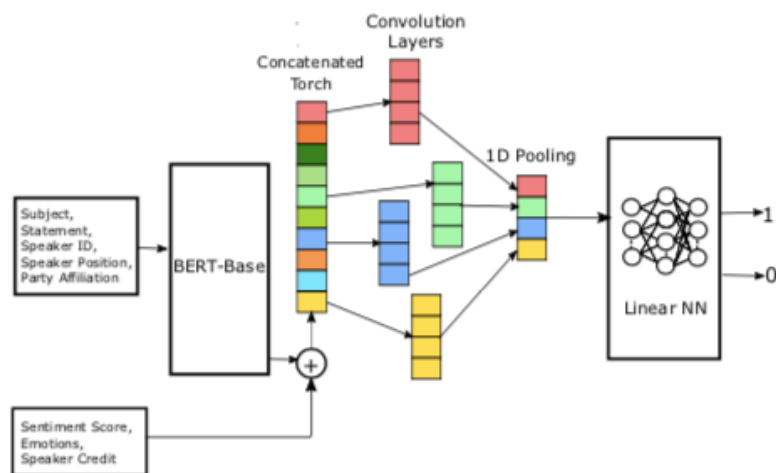 Convolution
Layers
Concatenated
Torch
1D Pooling
Subject,
Statement,
Speaker ID,
Speaker Position,
Party Affiliation
BERT-Base
Linear NN
1
0
+
Sentiment Score,
Emotions,
Speaker Credit